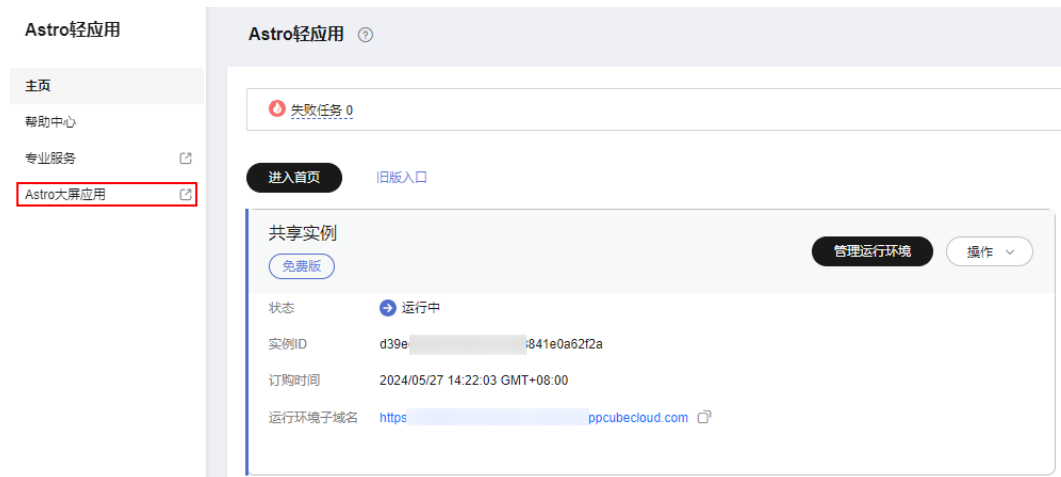 Astro轻应用
主页
帮助中心
专业服务
Astro大屏应用
Astro轻应用 ?
失败任务 0
进入首页 旧版入口
共享实例
免费版
管理运行环境 操作
状态 运行中
实例ID d39e 841e0a62f2a
订购时间 2024/05/27 14:22:03 GMT+08:00
运行环境子域名 https ppcubecloud.com